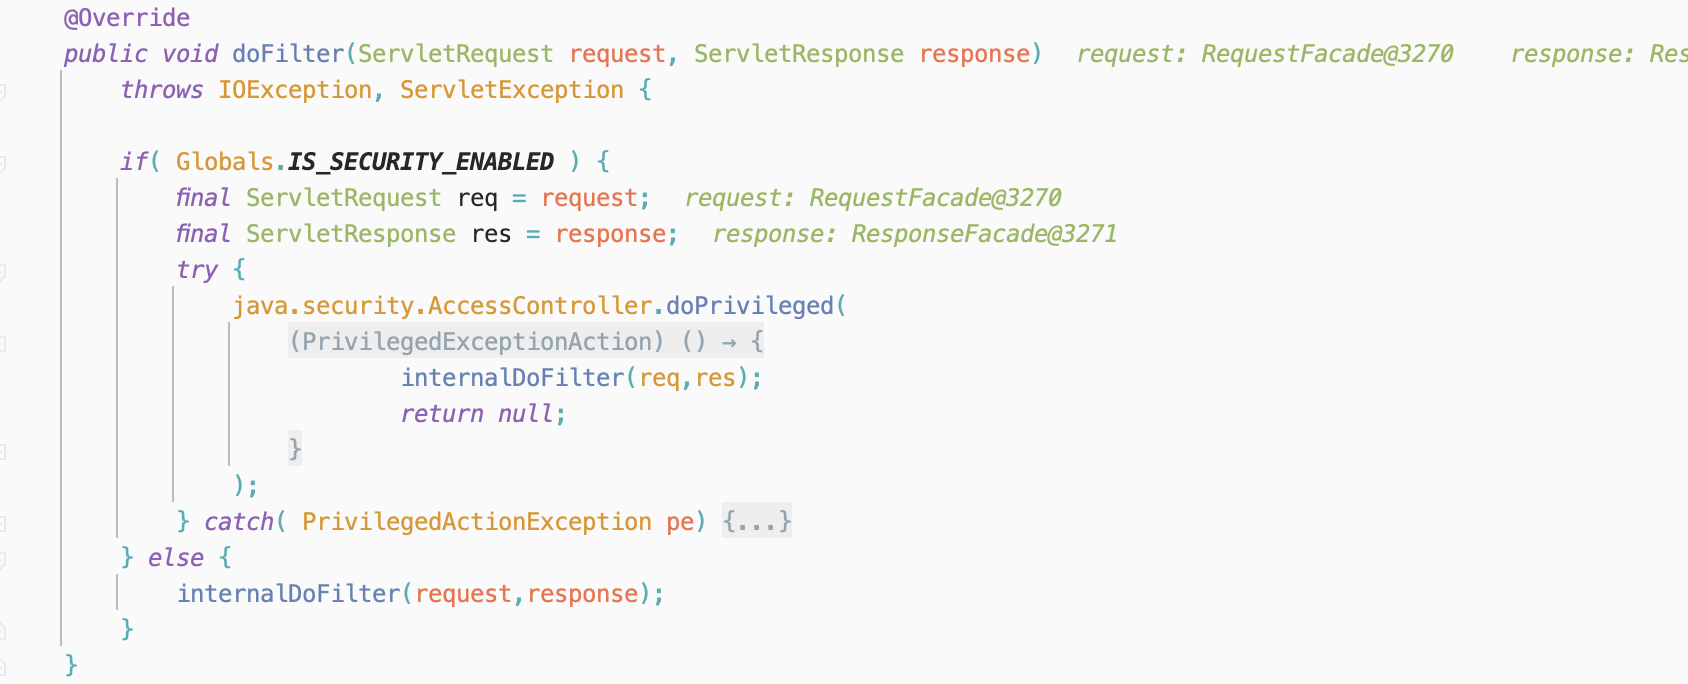 @Override
public void doFilter(ServletRequest request, ServletResponse response)  request: RequestFacade@3270  response: Res
throws IOException, ServletException {
if( Globals.IS_SECURITY_ENABLED ) {
final ServletRequest req = request;  request: RequestFacade@3270
final ServletResponse res = response;  response: ResponseFacade@3271
try {
java.security.AccessController.doPrivileged(
(PrivilegedExceptionAction) () → {
internalDoFilter(req,res);
return null;
}
);
} catch( PrivilegedActionException pe) {...}
} else {
internalDoFilter(request,response);
}
}